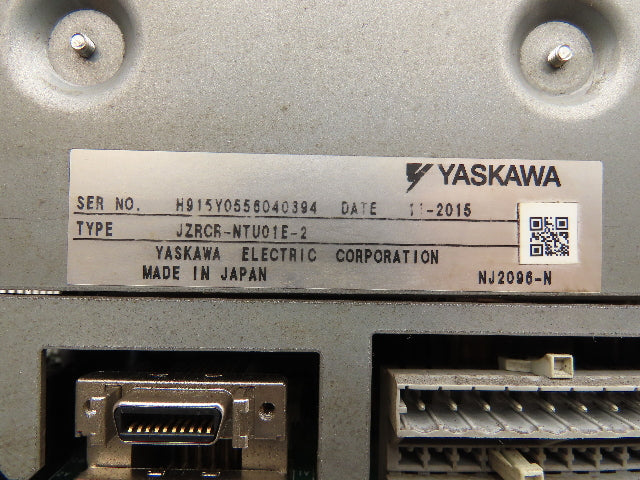 YASKAWA
SER NO. H915Y0556040394 DATE 11-2015
TYPE JZRCR-NTU01E-2
YASKAWA ELECTRIC CORPORATION
MADE IN JAPAN NJ2096-N